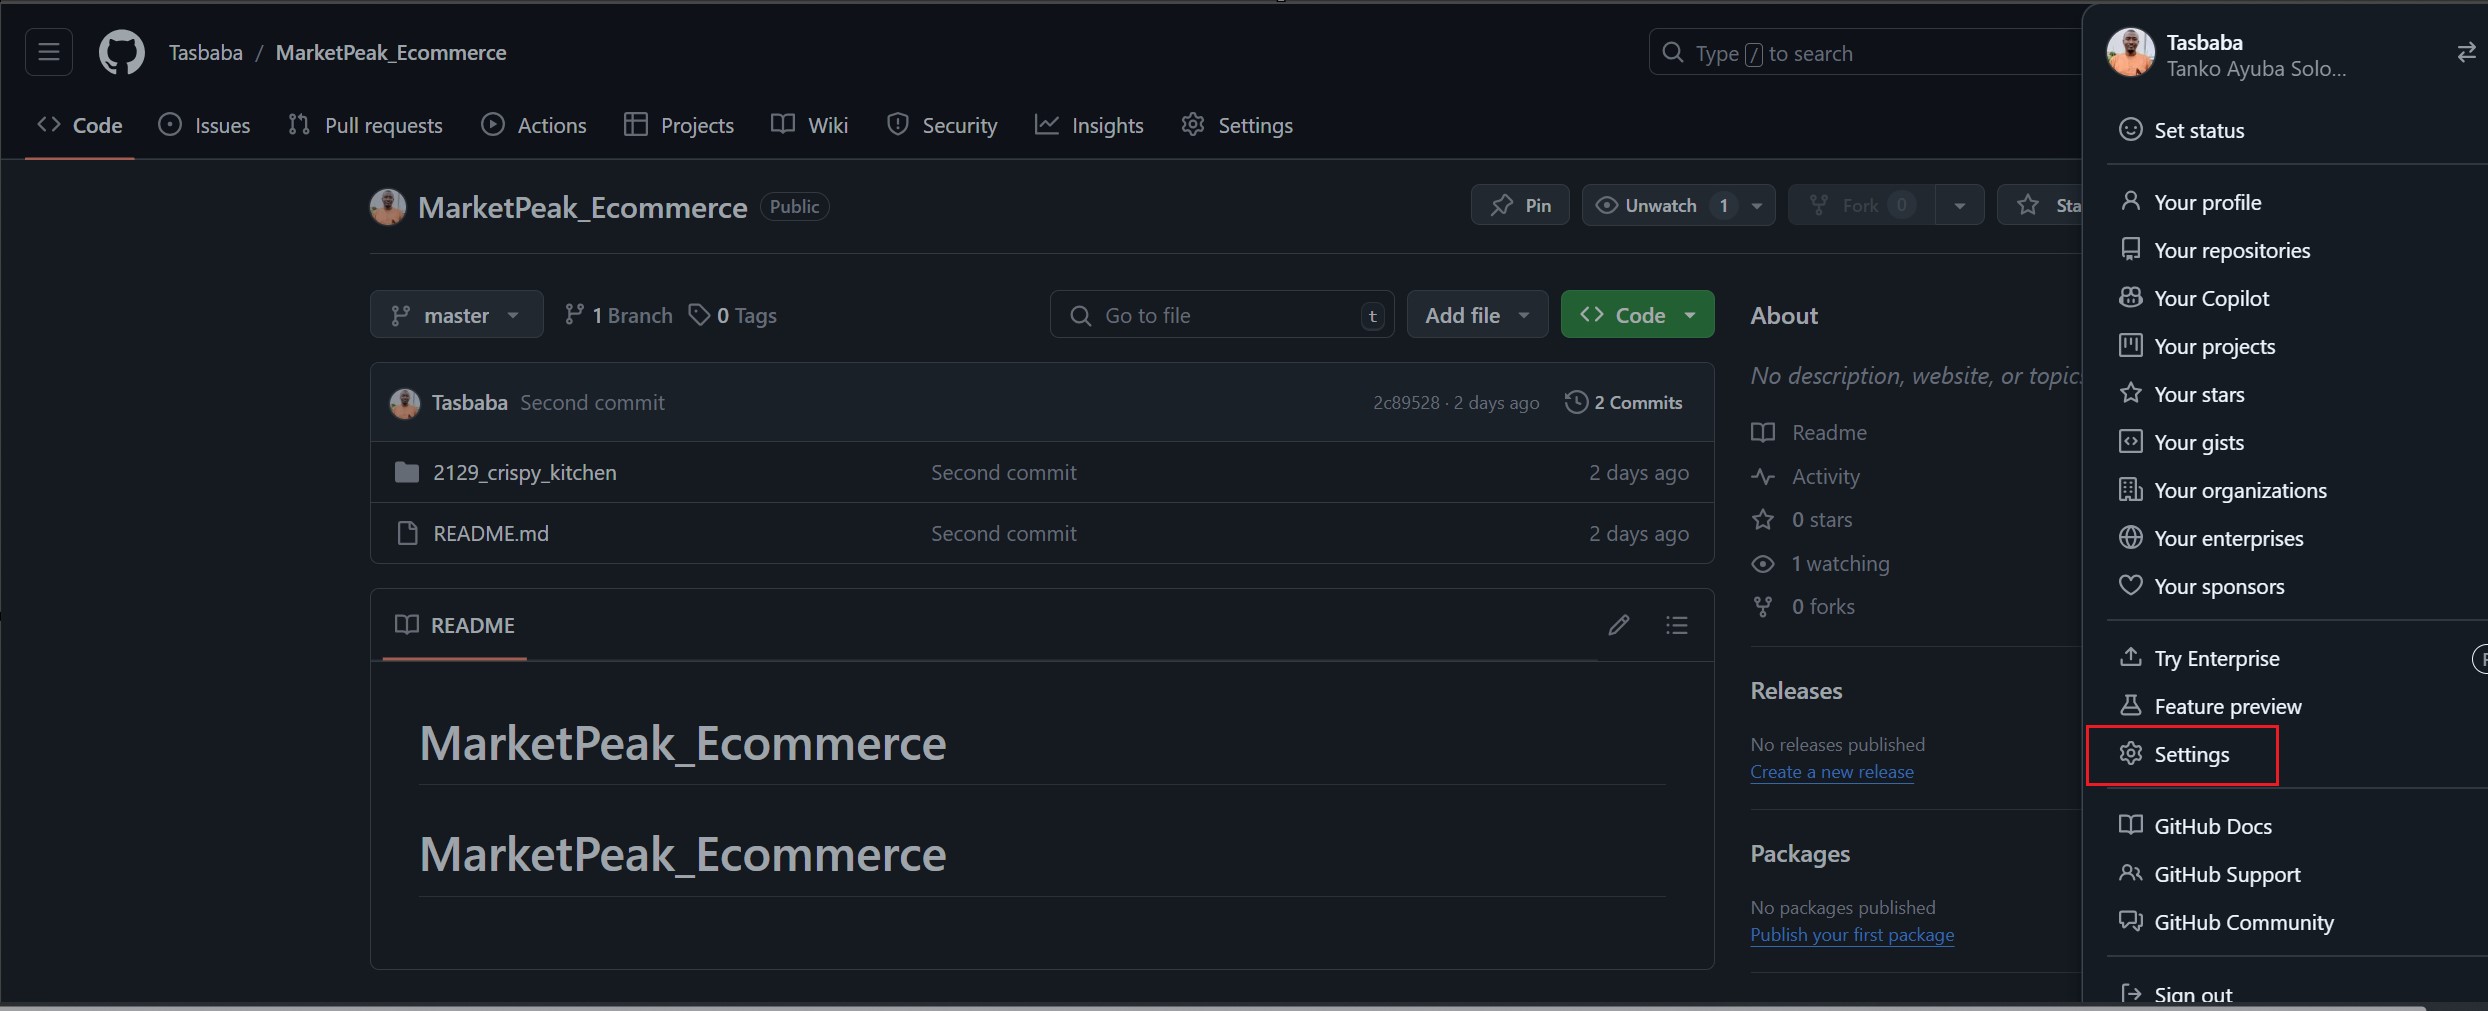 Tasbaba / MarketPeak_Ecommerce
Type / to search
Code Issues Pull requests Actions Projects Wiki Security Insights Settings
MarketPeak_Ecommerce Public
Pin Unwatch 1 Fork 0 Sta
master 1 Branch 0 Tags Go to file t Add file Code
Tasbaba Second commit 2c89528 · 2 days ago 2 Commits
2129_crispy_kitchen Second commit 2 days ago
README.md Second commit 2 days ago
README
MarketPeak_Ecommerce
MarketPeak_Ecommerce
About
No description, website, or topic
Readme
Activity
0 stars
1 watching
0 forks
Releases
No releases published
Create a new release
Packages
No packages published
Publish your first package
Tasbaba
Tanko Ayuba Solo...
Set status
Your profile
Your repositories
Your Copilot
Your projects
Your stars
Your gists
Your organizations
Your enterprises
Your sponsors
Try Enterprise
Feature preview
Settings
GitHub Docs
GitHub Support
GitHub Community
Sign out